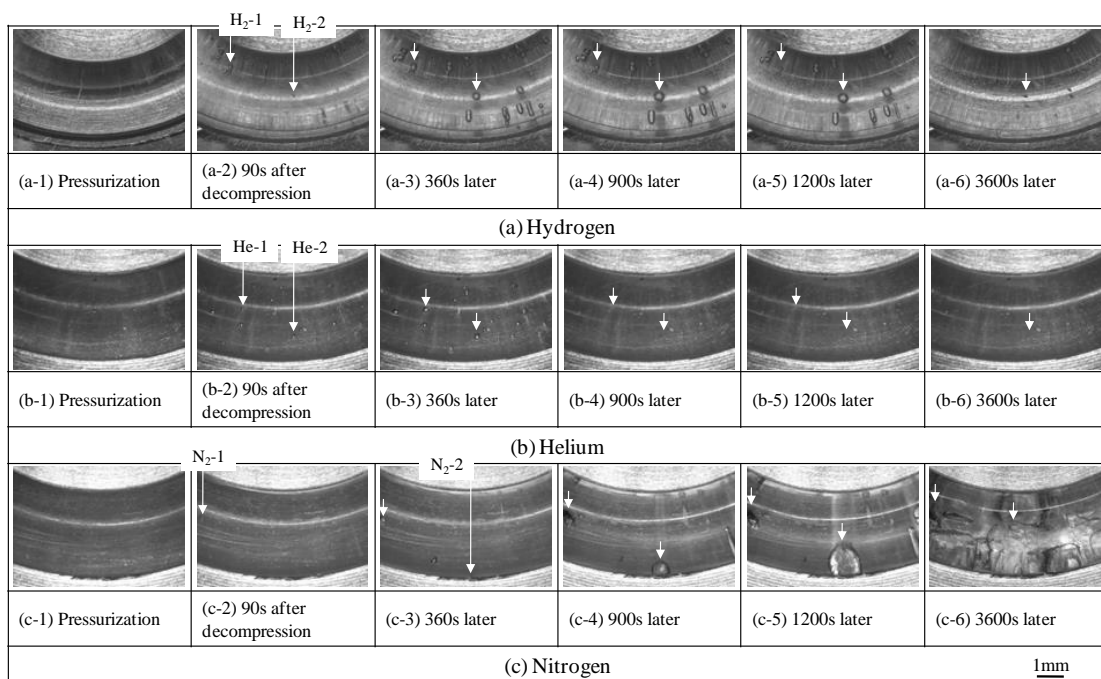 H₂-1 H₂-2
(a-1) Pressurization
(a-2) 90s after
decompression
(a-3) 360s later
(a-4) 900s later
(a-5) 1200s later
(a-6) 3600s later
(a) Hydrogen
He-1 He-2
(b-1) Pressurization
(b-2) 90s after
decompression
(b-3) 360s later
(b-4) 900s later
(b-5) 1200s later
(b-6) 3600s later
(b) Helium
N₂-1 N₂-2
(c-1) Pressurization
(c-2) 90s after
decompression
(c-3) 360s later
(c-4) 900s later
(c-5) 1200s later
(c-6) 3600s later
(c) Nitrogen
1mm